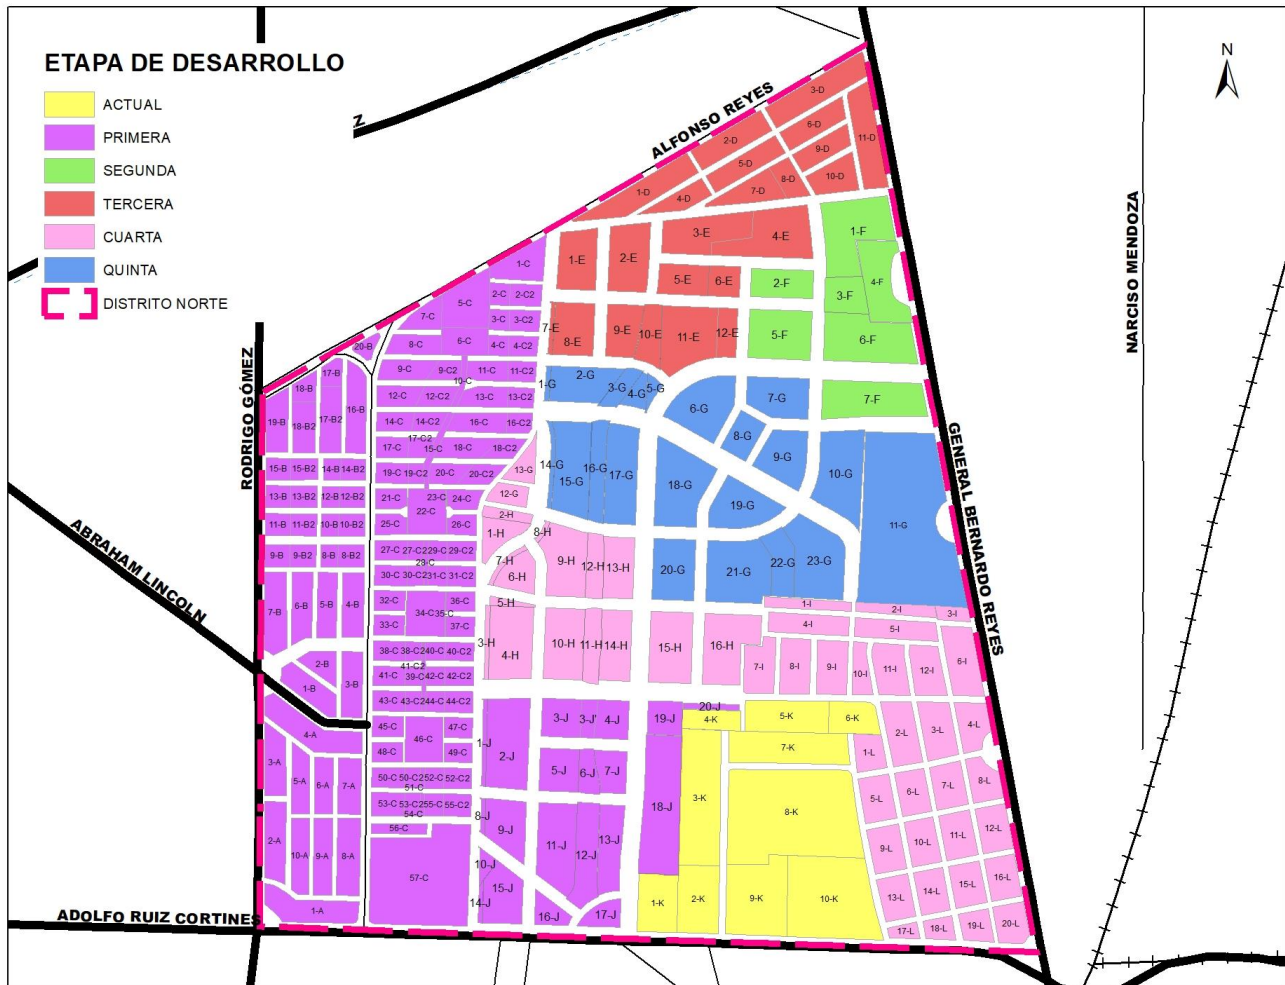 ETAPA DE DESARROLLO
ACTUAL
PRIMERA
SEGUNDA
TERCERA
CUARTA
QUINTA
DISTRITO NORTE
N
Z
ALFONSO REYES
NARCISO MENDOZA
GENERAL BERNARDO REYES
RODRIGO GÓMEZ
ABRAHAM LINCOLN
ADOLFO RUIZ CORTINES
3-D
2-D
6-D
11-D
5-D
9-D
1-D
4-D
7-D
8-D
10-D
1-E
2-E
3-E
4-E
5-E
6-E
7-E
8-E
9-E
10-E
11-E
12-E
1-F
2-F
3-F
4-F
5-F
6-F
7-F
1-G
2-G
3-G
4-G
5-G
6-G
7-G
8-G
9-G
10-G
11-G
12-G
13-G
14-G
15-G
16-G
17-G
18-G
19-G
20-G
21-G
22-G
23-G
1-H
2-H
3-H
4-H
5-H
6-H
7-H
8-H
9-H
10-H
11-H
12-H
13-H
14-H
15-H
16-H
1-I
2-I
3-I
4-I
5-I
6-I
7-I
8-I
9-I
10-I
11-I
12-I
1-J
2-J
3-J
3-J'
4-J
5-J
6-J
7-J
8-J
9-J
10-J
11-J
12-J
13-J
14-J
15-J
16-J
17-J
18-J
19-J
20-J
1-K
2-K
3-K
4-K
5-K
6-K
7-K
8-K
9-K
10-K
1-L
2-L
3-L
4-L
5-L
6-L
7-L
8-L
9-L
10-L
11-L
12-L
13-L
14-L
15-L
16-L
17-L
18-L
19-L
20-L
1-C
2-C 2-C2
5-C
7-C
3-C 3-C2
8-C
6-C
4-C 4-C2
9-C
9-C2
11-C
11-C2
10-C
12-C
12-C2
13-C
13-C2
14-C
14-C2
16-C
16-C2
17-C2
17-C
15-C
18-C
18-C2
19-C 19-C2
20-C
20-C2
21-C
23-C
24-C
22-C
25-C
26-C
27-C 27-C2 29-C 29-C2
28-C
30-C 30-C2 31-C 31-C2
32-C
36-C
34-C 35-C
33-C
37-C
38-C 38-C2 40-C 40-C2
41-C2
41-C
39-C 42-C 42-C2
43-C 43-C2 44-C 44-C2
45-C
47-C
46-C
48-C
49-C
50-C 50-C2 52-C 52-C2
51-C
53-C 53-C2 55-C 55-C2
54-C
56-C
57-C
20-B
17-B
18-B
16-B
19-B
18-B2
17-B2
15-B 15-B2 14-B 14-B2
13-B 13-B2 12-B 12-B2
11-B 11-B2 10-B 10-B2
9-B 9-B2 8-B 8-B2
7-B
6-B
5-B
4-B
2-B
1-B
3-B
4-A
3-A
5-A
6-A
7-A
2-A
10-A
9-A
8-A
1-A